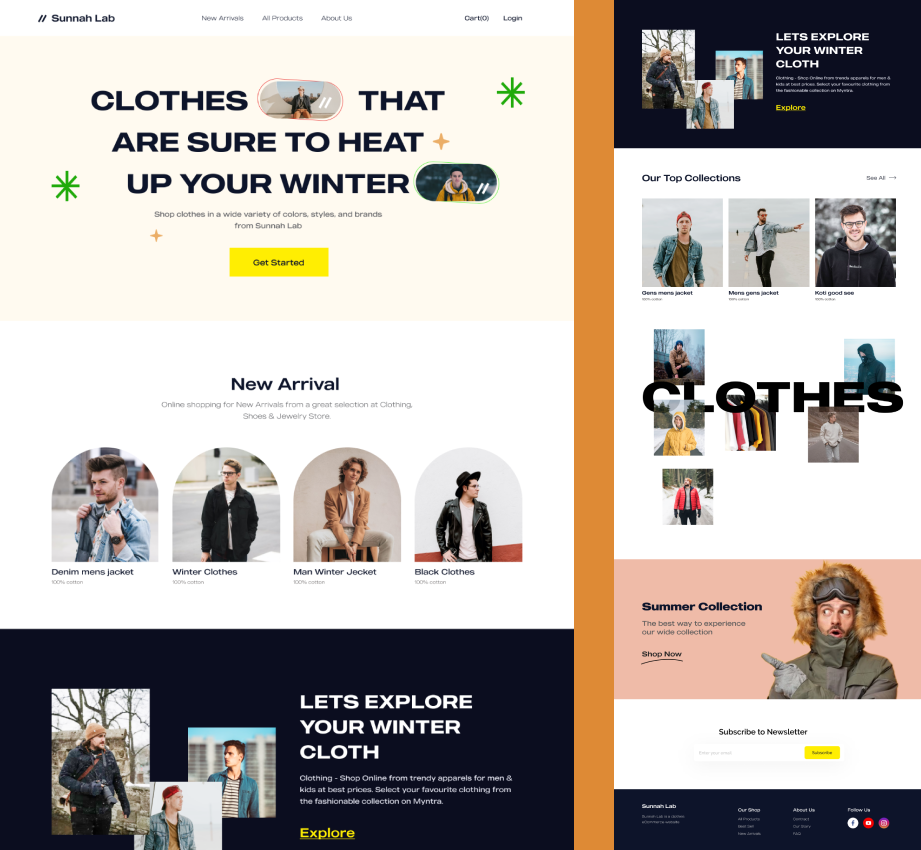 // Sunnah Lab
New Arrivals All Products About Us
Cart(0) Login
CLOTHES // THAT
ARE SURE TO HEAT
UP YOUR WINTER //
Shop clothes in a wide variety of colors, styles, and brands
from Sunnah Lab
Get Started
New Arrival
Online shopping for New Arrivals from a great selection at Clothing,
Shoes & Jewelry Store.
Denim mens jacket
100% cotton
Winter Clothes
100% cotton
Man Winter Jecket
100% cotton
Black Clothes
100% cotton
LETS EXPLORE
YOUR WINTER
CLOTH
Clothing - Shop Online from trendy apparels for men &
kids at best prices. Select your favourite clothing from
the fashionable collection on Myntra.
Explore
LETS EXPLORE
YOUR WINTER
CLOTH
Clothing - Shop Online from trendy apparels for men &
kids at best prices. Select your favourite clothing from
the fashionable collection on Myntra.
Explore
Our Top Collections
See All
Gens mens jacket
100% cotton
Mens gens jacket
100% cotton
Koti good see
100% cotton
CLOTHES
Summer Collection
The best way to experience
our wide collection
Shop Now
Subscribe to Newsletter
Enter your email
Subscribe
Sunnah Lab
Sunnah Lab is a clothes
eCommerce website
Our Shop
All Products
Best Sell
New Arrivals
About Us
Contact
Our Story
FAQ
Follow Us